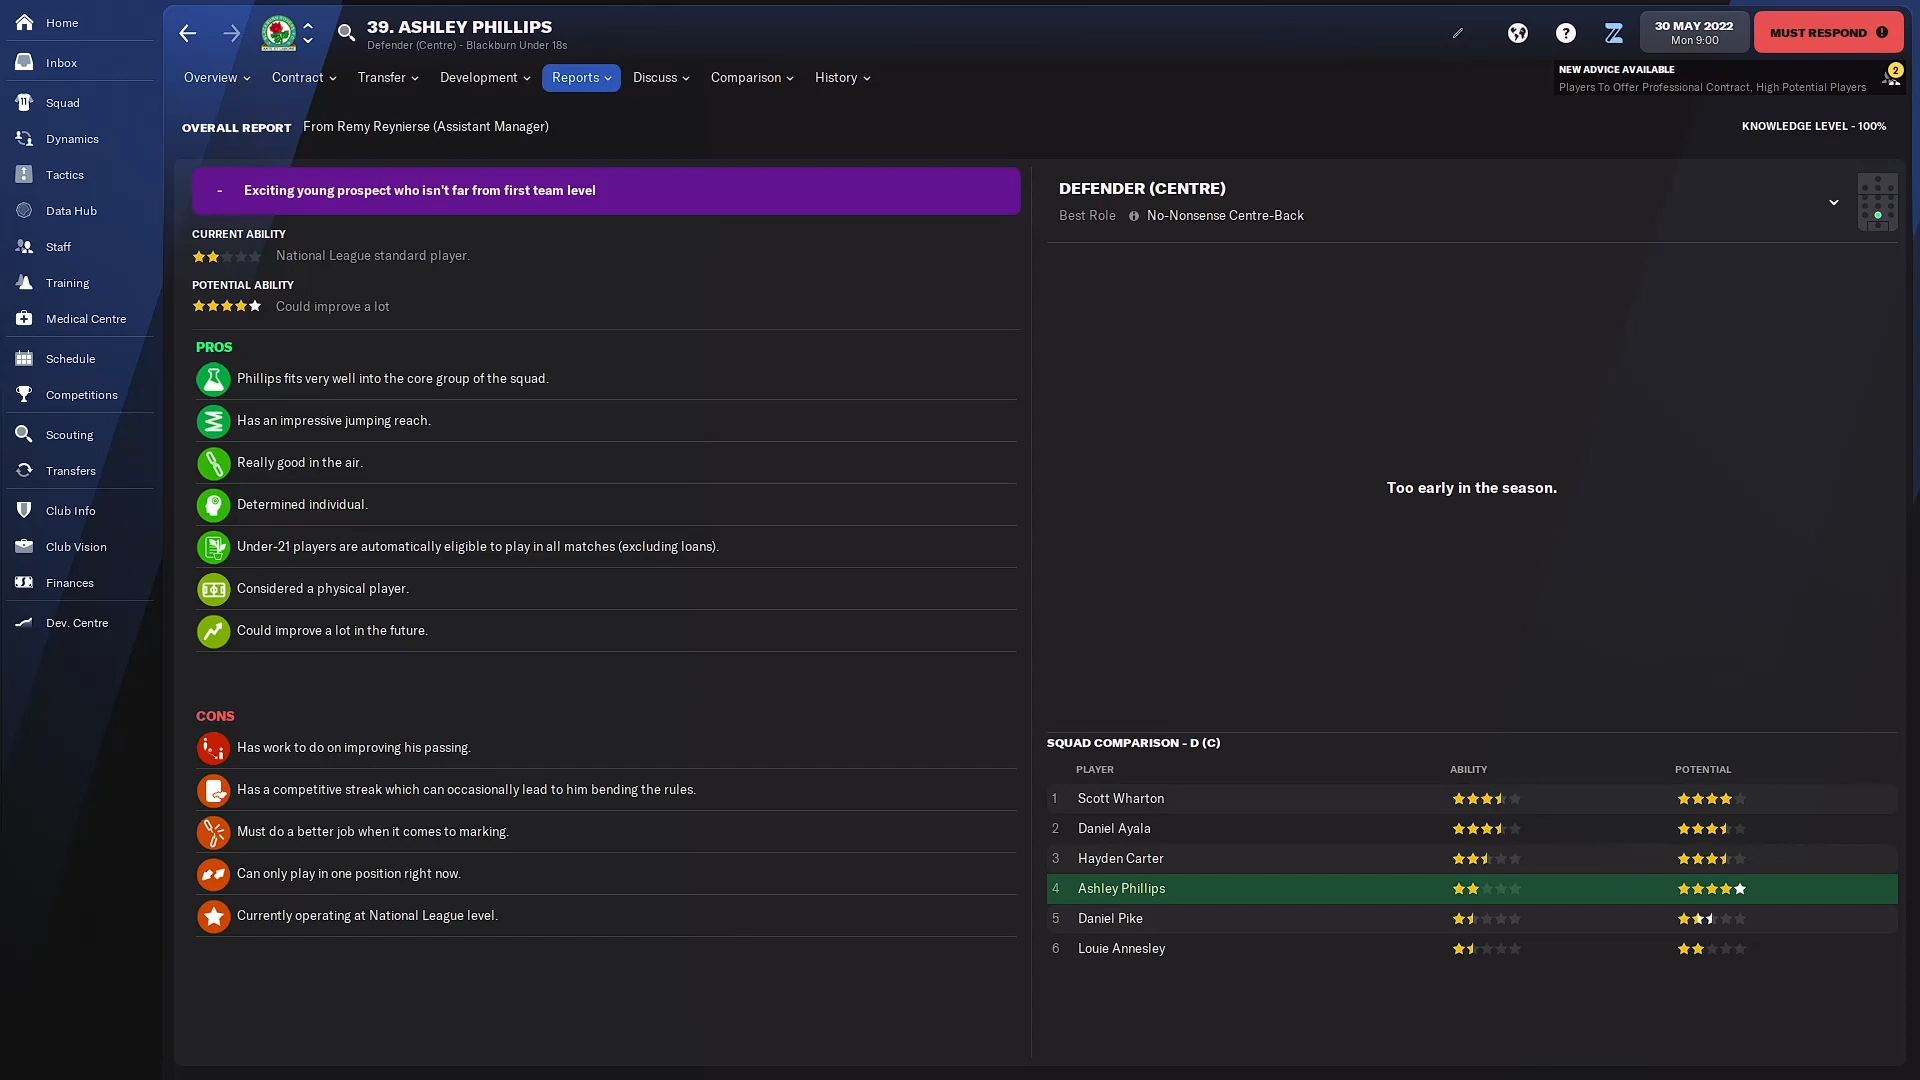 Home
Inbox
Squad
Dynamics
Tactics
Data Hub
Staff
Training
Medical Centre
Schedule
Competitions
Scouting
Transfers
Club Info
Club Vision
Finances
Dev. Centre
39. ASHLEY PHILLIPS
Defender (Centre) - Blackburn Under 18s
30 MAY 2022
Mon 9:00
MUST RESPOND
Overview
Contract
Transfer
Development
Reports
Discuss
Comparison
History
NEW ADVICE AVAILABLE
2
Players To Offer Professional Contract, High Potential Players
OVERALL REPORT From Remy Reynierse (Assistant Manager)
KNOWLEDGE LEVEL - 100%
- Exciting young prospect who isn't far from first team level
CURRENT ABILITY
National League standard player.
POTENTIAL ABILITY
Could improve a lot
PROS
Phillips fits very well into the core group of the squad.
Has an impressive jumping reach.
Really good in the air.
Determined individual.
Under-21 players are automatically eligible to play in all matches (excluding loans).
Considered a physical player.
Could improve a lot in the future.
CONS
Has work to do on improving his passing.
Has a competitive streak which can occasionally lead to him bending the rules.
Must do a better job when it comes to marking.
Can only play in one position right now.
Currently operating at National League level.
DEFENDER (CENTRE)
Best Role No-Nonsense Centre-Back
Too early in the season.
SQUAD COMPARISON - D (C)
PLAYER ABILITY POTENTIAL
1 Scott Wharton
2 Daniel Ayala
3 Hayden Carter
4 Ashley Phillips
5 Daniel Pike
6 Louie Annesley